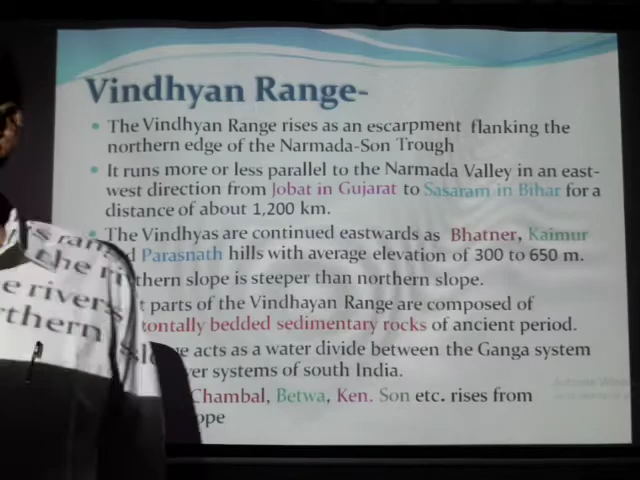 Vindhyan Range-
• The Vindhyan Range rises as an escarpment flanking the
northern edge of the Narmada-Son Trough
• It runs more or less parallel to the Narmada Valley in an east-
west direction from Jobat in Gujarat to Sasaram in Bihar for a
distance of about 1,200 km.
• The Vindhyas are continued eastwards as Bhatner, Kaimur
d Parasnath hills with average elevation of 300 to 650 m.
thern slope is steeper than northern slope.
t parts of the Vindhayan Range are composed of
ontally bedded sedimentary rocks of ancient period.
e acts as a water divide between the Ganga system
ver systems of south India.
Chambal, Betwa, Ken. Son etc. rises from
ope
the ri
e rivers
rthern
sl